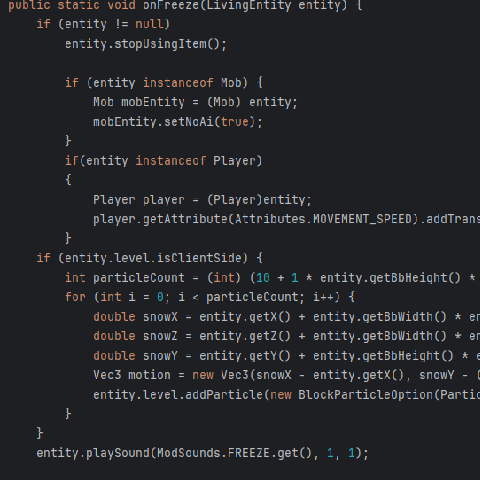 public static void onFreeze(LivingEntity entity) {
if (entity != null)
entity.stopUsingItem();
if (entity instanceof Mob) {
Mob mobEntity = (Mob) entity;
mobEntity.setNoAi(true);
}
if(entity instanceof Player)
{
Player player = (Player)entity;
player.getAttribute(Attributes.MOVEMENT_SPEED).addTrans
}
if (entity.level.isClientSide) {
int particleCount = (int) (10 + 1 * entity.getBbHeight() *
for (int i = 0; i < particleCount; i++) {
double snowX = entity.getX() + entity.getBbWidth() * en
double snowZ = entity.getZ() + entity.getBbWidth() * en
double snowY = entity.getY() + entity.getBbHeight() * e
Vec3 motion = new Vec3(snowX - entity.getX(), snowY - (
entity.level.addParticle(new BlockParticleOption(Partic
}
}
entity.playSound(ModSounds.FREEZE.get(), 1, 1);